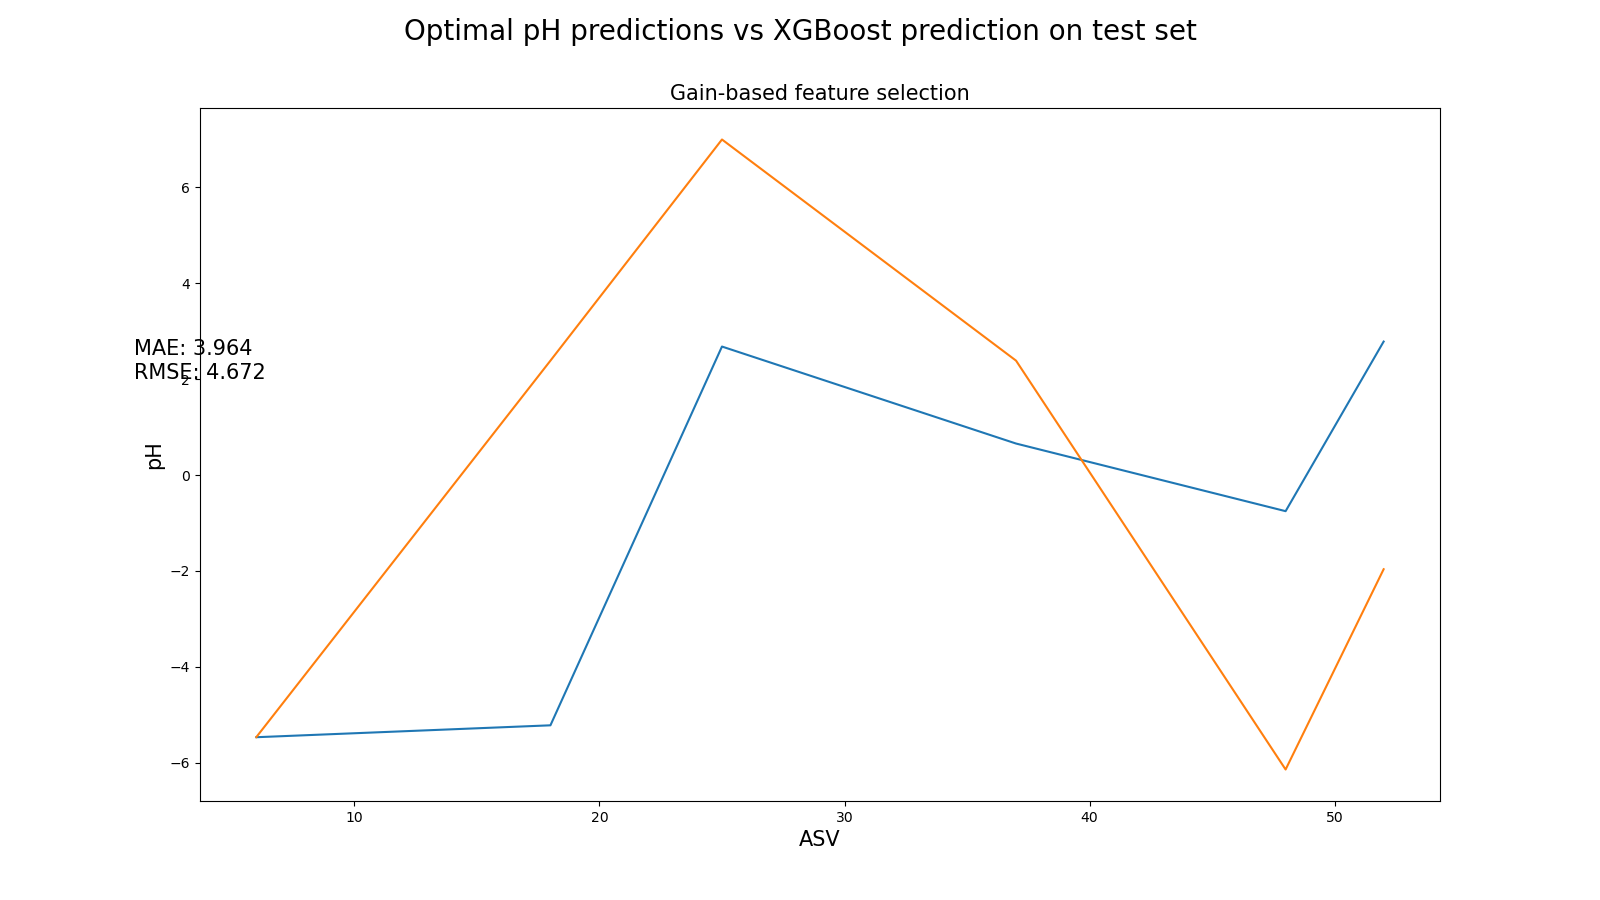 Optimal pH predictions vs XGBoost prediction on test set
Gain-based feature selection
6
4
MAE: 3.964
RMSE: 4.672
2
pH
0
−2
−4
−6
10 20 30 40 50
ASV